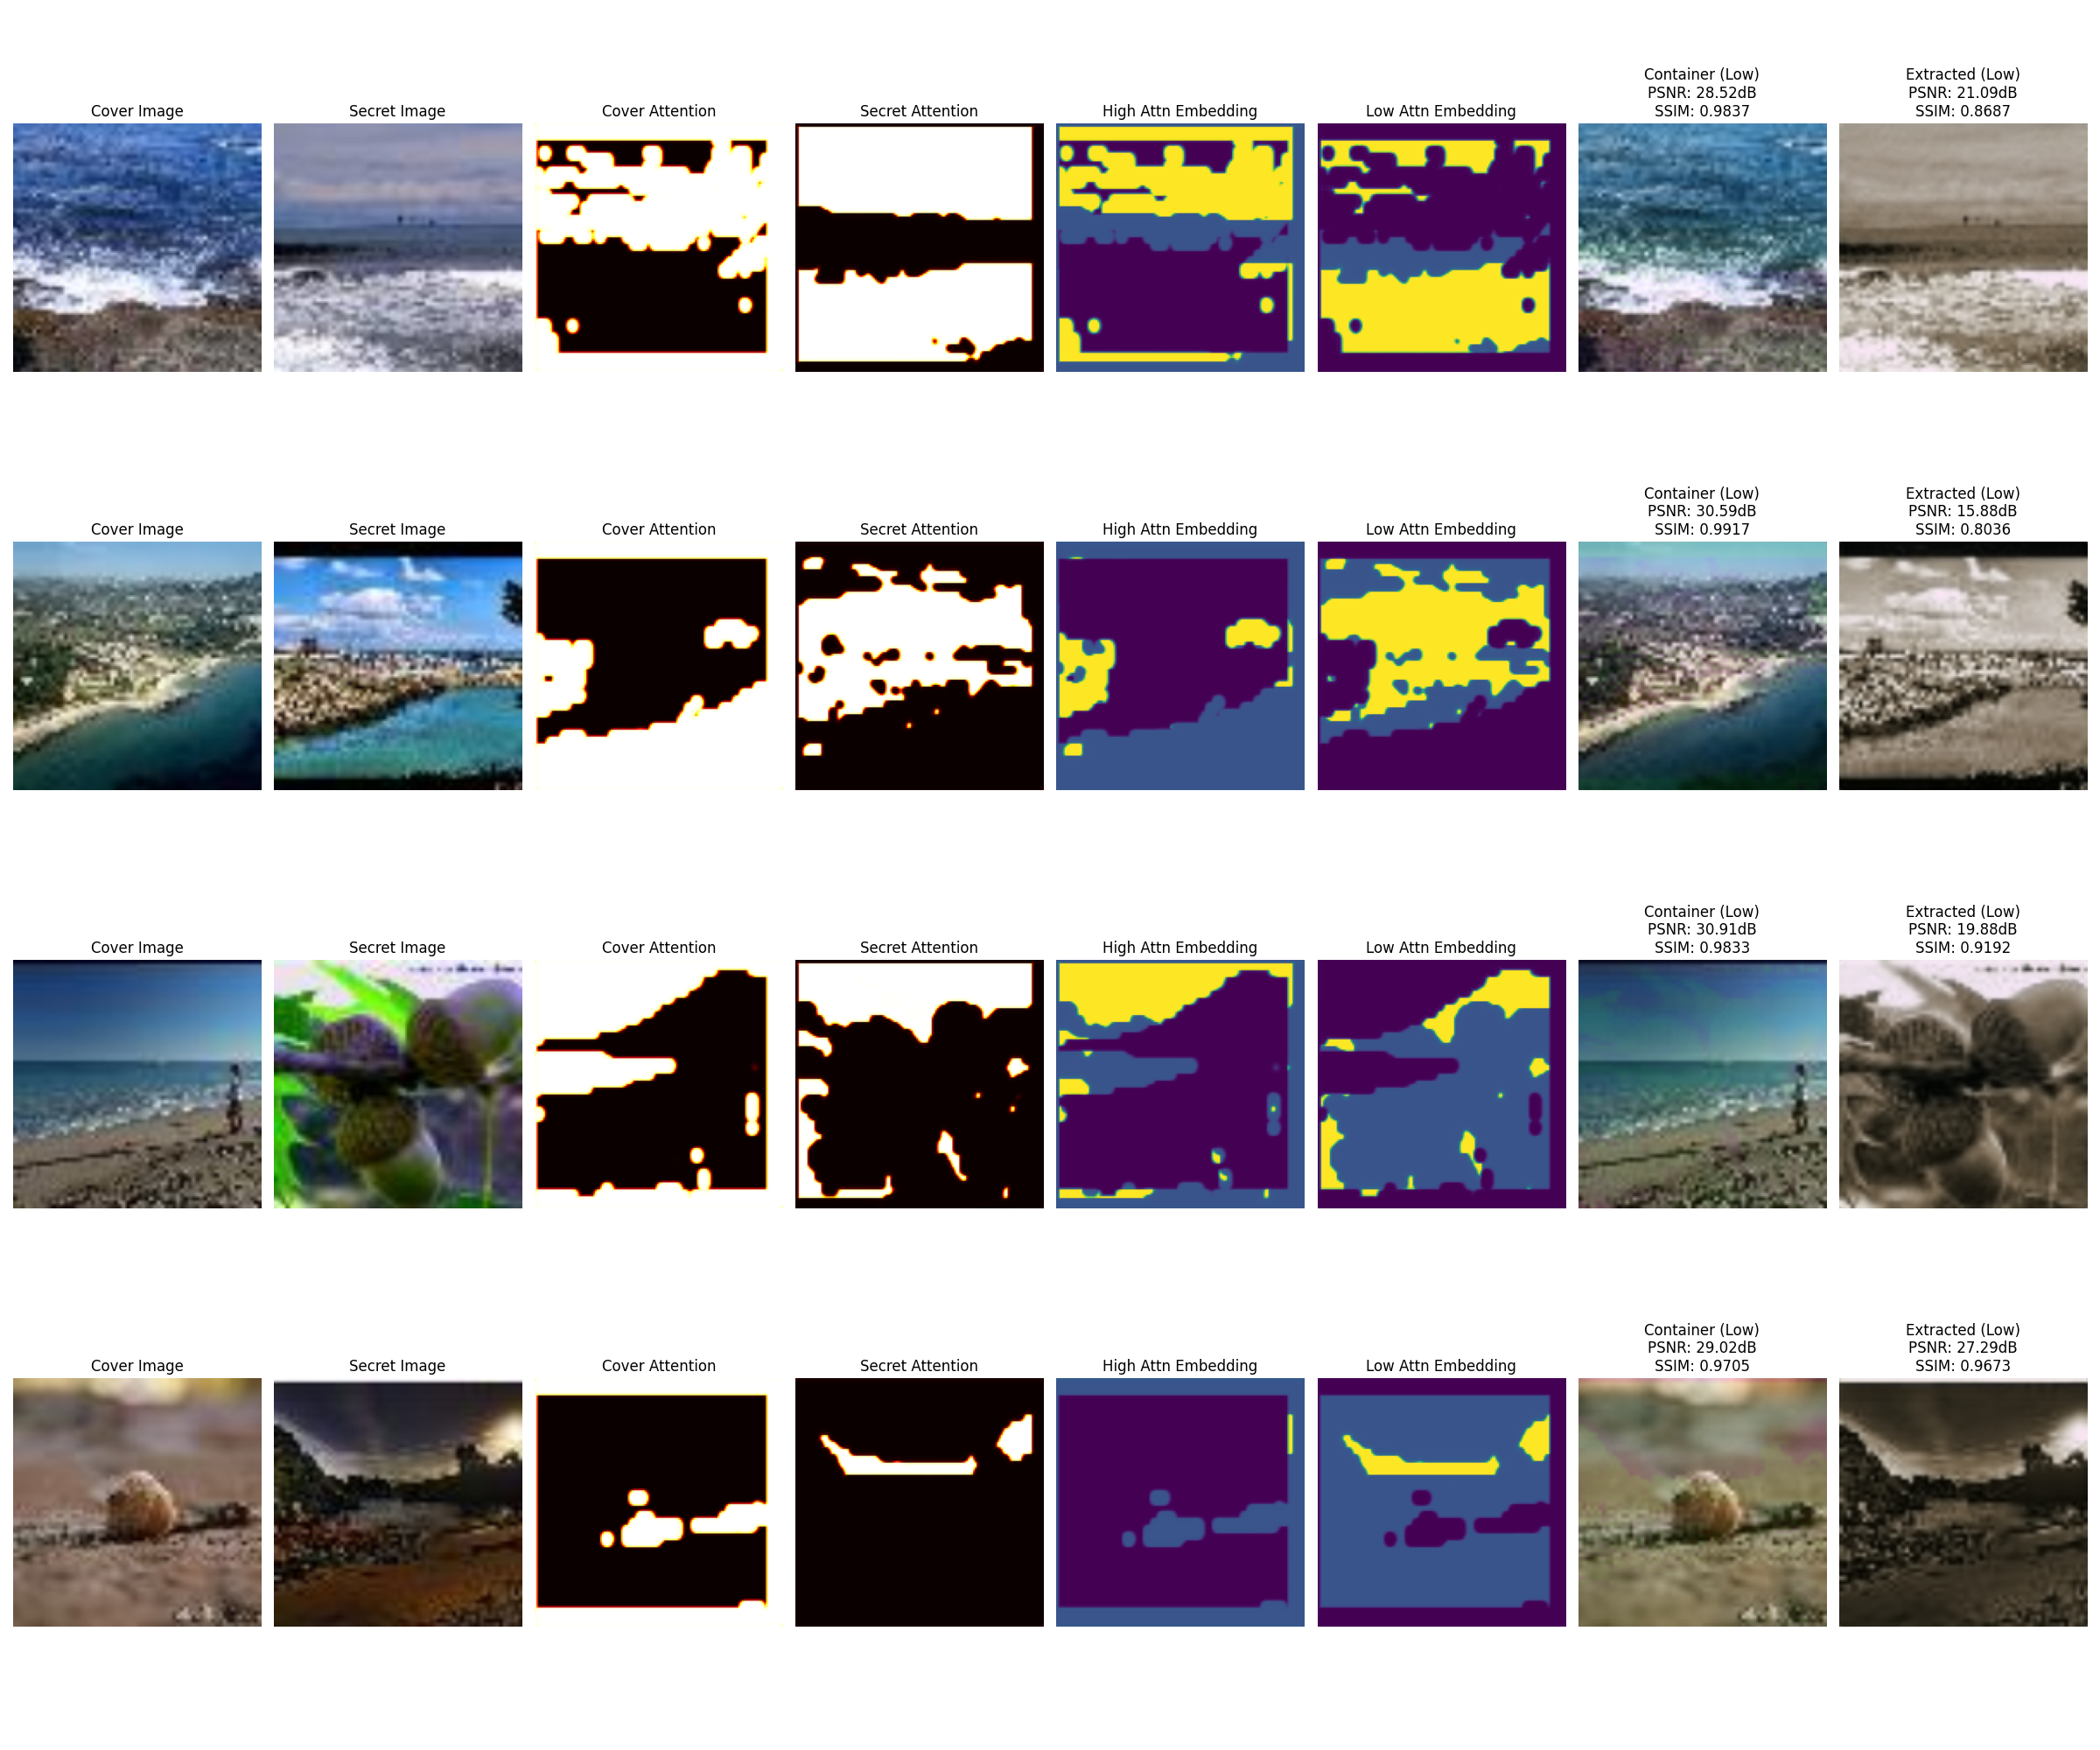 Cover Image
Secret Image
Cover Attention
Secret Attention
High Attn Embedding
Low Attn Embedding
Container (Low)
PSNR: 28.52dB
SSIM: 0.9837
Extracted (Low)
PSNR: 21.09dB
SSIM: 0.8687
Cover Image
Secret Image
Cover Attention
Secret Attention
High Attn Embedding
Low Attn Embedding
Container (Low)
PSNR: 30.59dB
SSIM: 0.9917
Extracted (Low)
PSNR: 15.88dB
SSIM: 0.8036
Cover Image
Secret Image
Cover Attention
Secret Attention
High Attn Embedding
Low Attn Embedding
Container (Low)
PSNR: 30.91dB
SSIM: 0.9833
Extracted (Low)
PSNR: 19.88dB
SSIM: 0.9192
Cover Image
Secret Image
Cover Attention
Secret Attention
High Attn Embedding
Low Attn Embedding
Container (Low)
PSNR: 29.02dB
SSIM: 0.9705
Extracted (Low)
PSNR: 27.29dB
SSIM: 0.9673